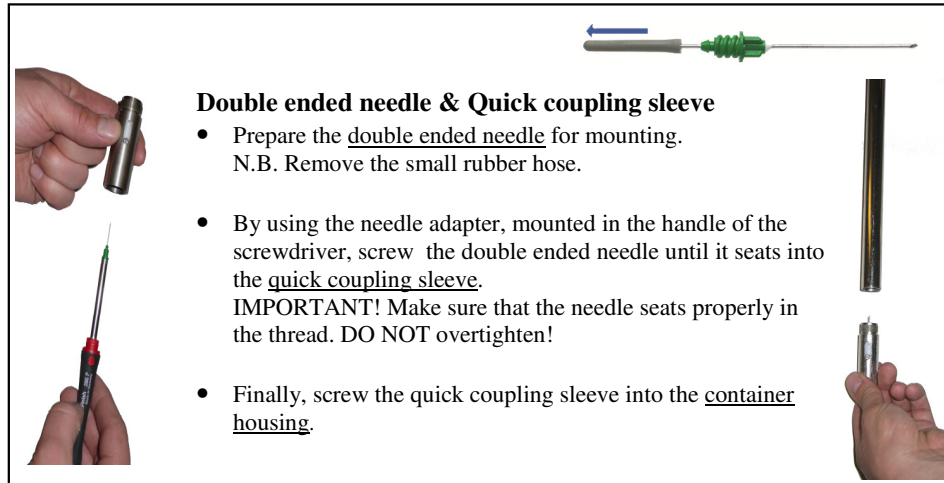 Double ended needle & Quick coupling sleeve
• Prepare the double ended needle for mounting.
N.B. Remove the small rubber hose.
• By using the needle adapter, mounted in the handle of the
screwdriver, screw the double ended needle until it seats into
the quick coupling sleeve.
IMPORTANT! Make sure that the needle seats properly in
the thread. DO NOT overtighten!
• Finally, screw the quick coupling sleeve into the container
housing.